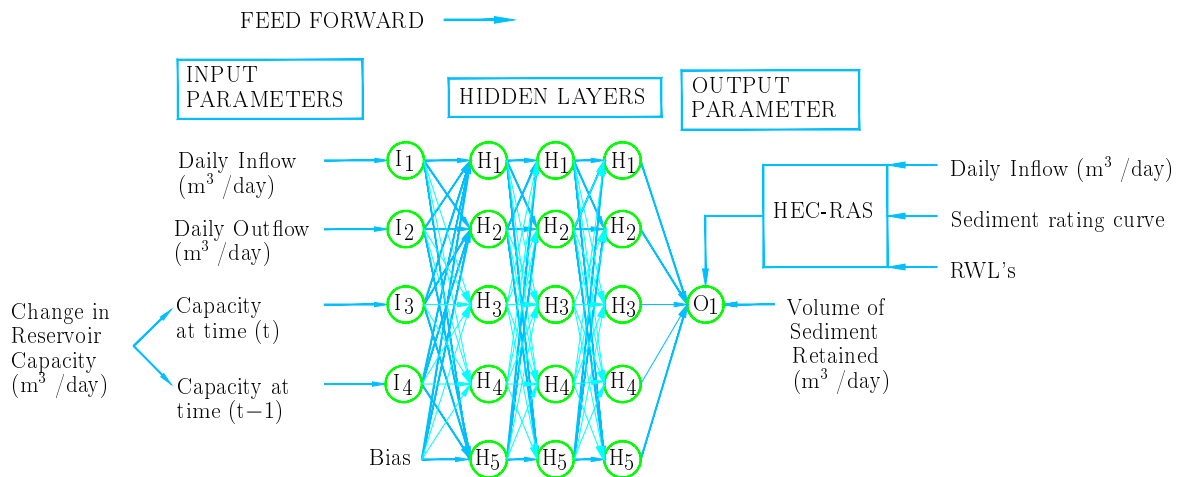 FEED FORWARD
INPUT
PARAMETERS
HIDDEN LAYERS
OUTPUT
PARAMETER
Daily Inflow
(m³ /day)
Daily Outflow
(m³ /day)
Change in
Reservoir
Capacity
(m³ /day)
Capacity
at time (t)
Capacity at
time (t−1)
Bias
I1
I2
I3
I4
H1
H2
H3
H4
H5
H1
H2
H3
H4
H5
H1
H2
H3
H4
H5
O1
HEC-RAS
Daily Inflow (m³ /day)
Sediment rating curve
RWL's
Volume of
Sediment
Retained
(m³ /day)